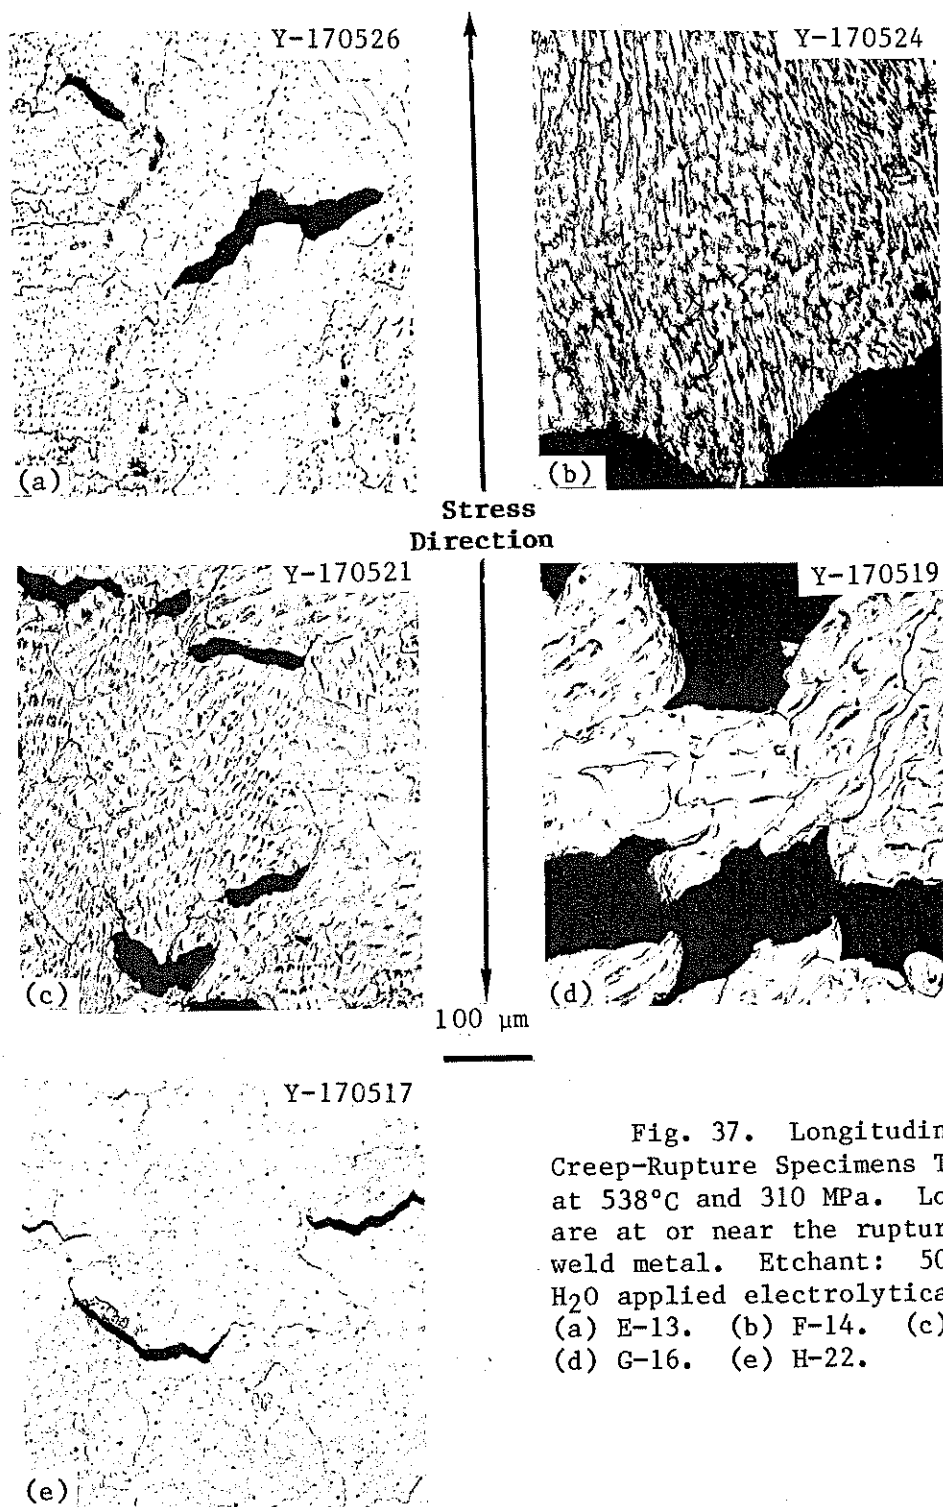 Y-170526
Y-170524
(a)
(b)
Stress
Direction
Y-170521
Y-170519
(c)
(d)
100 μm
Y-170517
(e)
Fig. 37. Longitudin
Creep-Rupture Specimens T
at 538°C and 310 MPa. Lo
are at or near the ruptur
weld metal. Etchant: 50
H2O applied electrolytica
(a) E-13. (b) F-14. (c)
(d) G-16. (e) H-22.